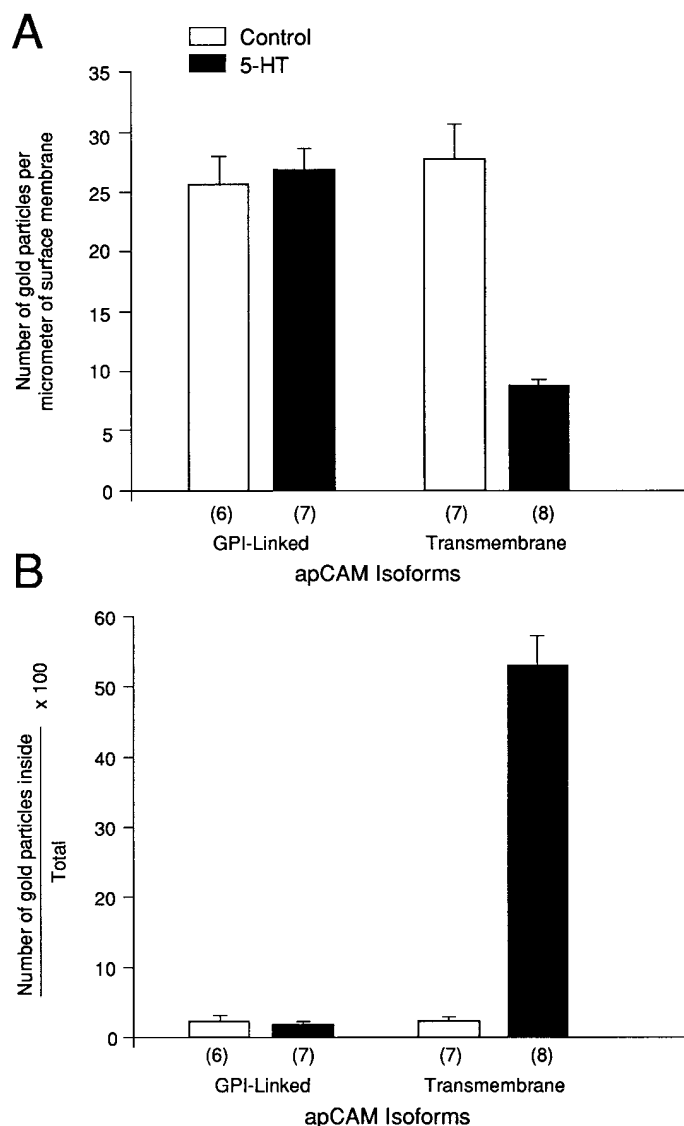 A
Control
5-HT
Number of gold particles per
micrometer of surface membrane
35
30
25
20
15
10
5
0
(6) (7) (7) (8)
GPI-Linked Transmembrane
apCAM Isoforms
B
Number of gold particles inside x 100
Total
60
50
40
30
20
10
0
(6) (7) (7) (8)
GPI-Linked Transmembrane
apCAM Isoforms